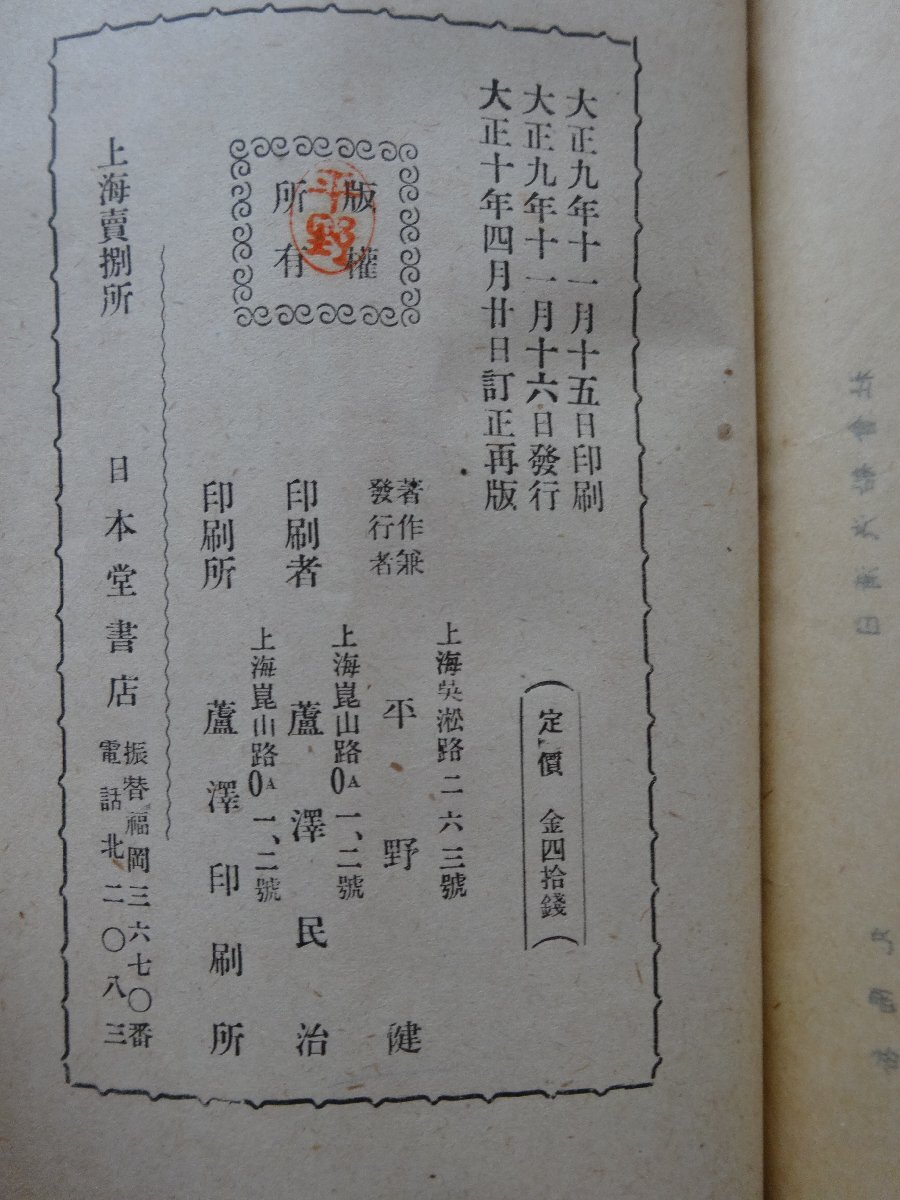 大正九年十一月十五日印刷
大正九年十一月十六日發行
大正十年四月廿日訂正再版
定價 金四拾錢
版權
所有
平野
著作兼
發行者
上海吳淞路二六三號
平野健
印刷者
上海崑山路0A一、二號
蘆澤民治
印刷所
上海崑山路0A一、二號
蘆澤印刷所
上海賣捌所
日本堂書店
振替福岡三六七〇番
電話北二〇八三